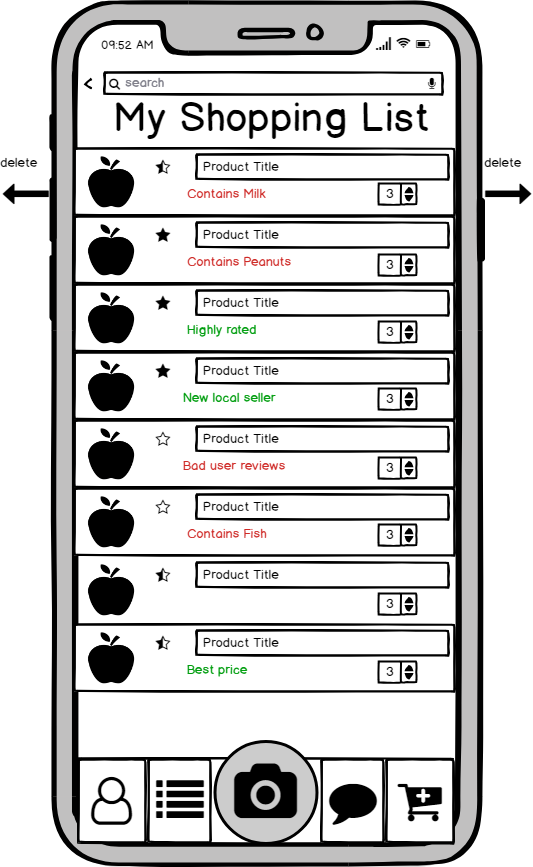 09:52 AM
search
My Shopping List
delete
delete
Product Title
Contains Milk
3
Product Title
Contains Peanuts
3
Product Title
Highly rated
3
Product Title
New local seller
3
Product Title
Bad user reviews
3
Product Title
Contains Fish
3
Product Title
3
Product Title
Best price
3